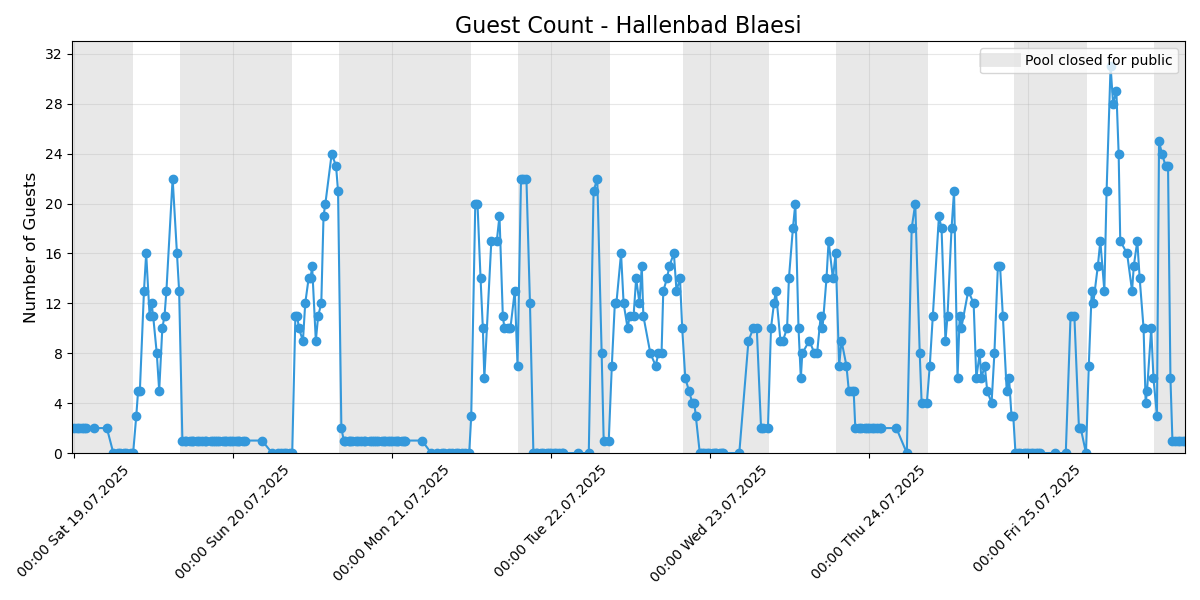 Guest Count - Hallenbad Blaesi
Pool closed for public
Number of Guests
32
28
24
20
16
12
8
4
0
00:00 Sat 19.07.2025
00:00 Sun 20.07.2025
00:00 Mon 21.07.2025
00:00 Tue 22.07.2025
00:00 Wed 23.07.2025
00:00 Thu 24.07.2025
00:00 Fri 25.07.2025